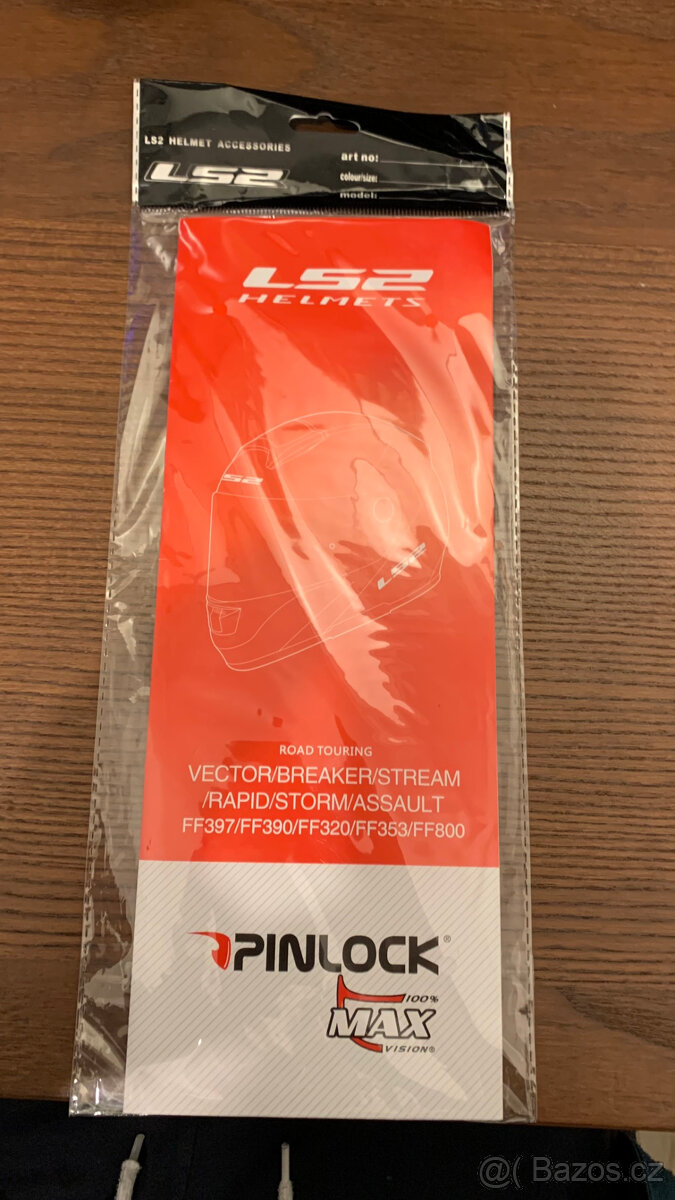 LS2 HELMET ACCESSORIES
LS2
art no:
colour/size:
model:
LS2
HELMETS
LS2
LS2
ROAD TOURING
VECTOR/BREAKER/STREAM
/RAPID/STORM/ASSAULT
FF397/FF390/FF320/FF353/FF800
PINLOCK®
100%
MAX
VISION®
@( Bazos.cz